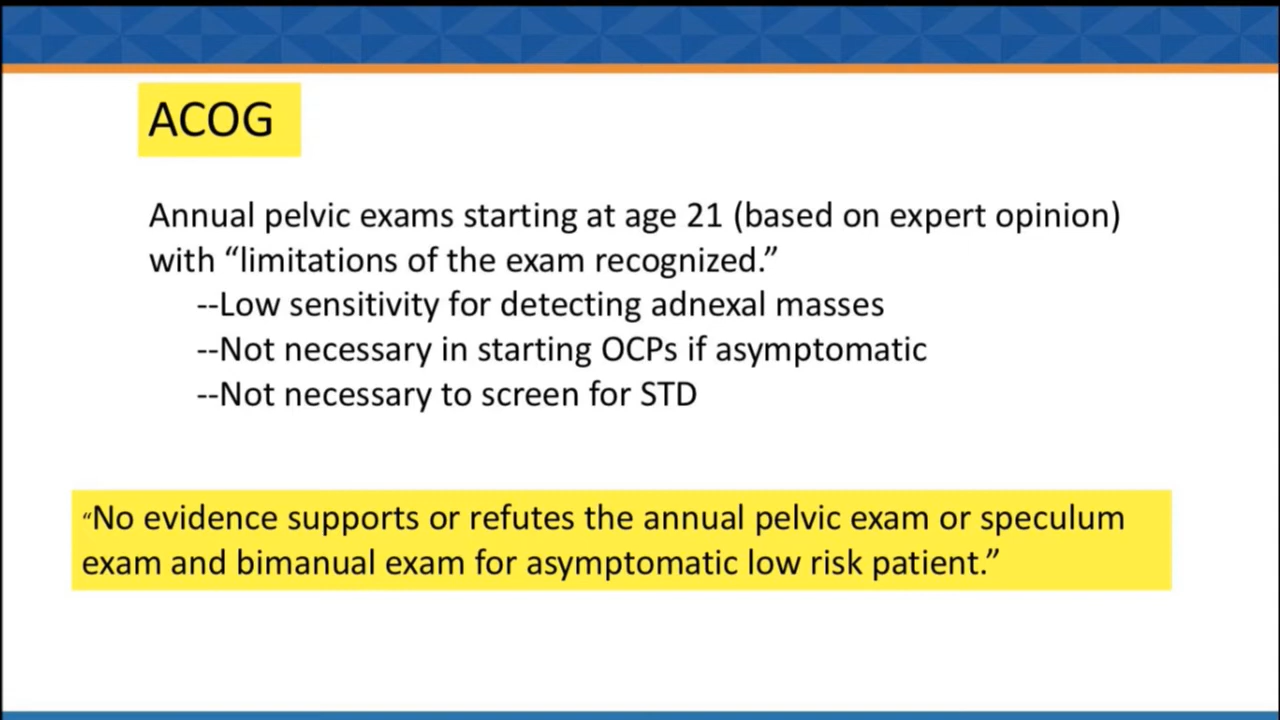 ACOG
Annual pelvic exams starting at age 21 (based on expert opinion)
with “limitations of the exam recognized.”
--Low sensitivity for detecting adnexal masses
--Not necessary in starting OCPs if asymptomatic
--Not necessary to screen for STD
“No evidence supports or refutes the annual pelvic exam or speculum
exam and bimanual exam for asymptomatic low risk patient.”